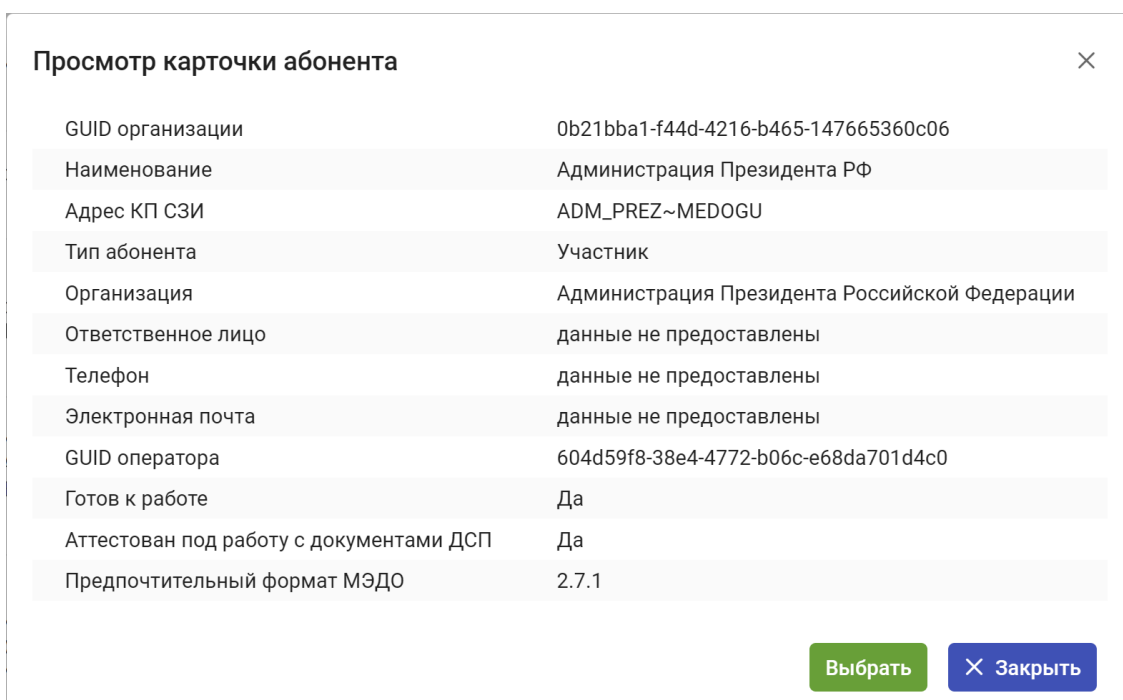 Просмотр карточки абонента
GUID организации 0b21bba1-f44d-4216-b465-147665360c06
Наименование Администрация Президента РФ
Адрес КП СЗИ ADM_PREZ~MEDOGU
Тип абонента Участник
Организация Администрация Президента Российской Федерации
Ответственное лицо данные не предоставлены
Телефон данные не предоставлены
Электронная почта данные не предоставлены
GUID оператора 604d59f8-38e4-4772-b06c-e68da701d4c0
Готов к работе Да
Аттестован под работу с документами ДСП Да
Предпочтительный формат МЭДО 2.7.1
Выбрать Закрыть